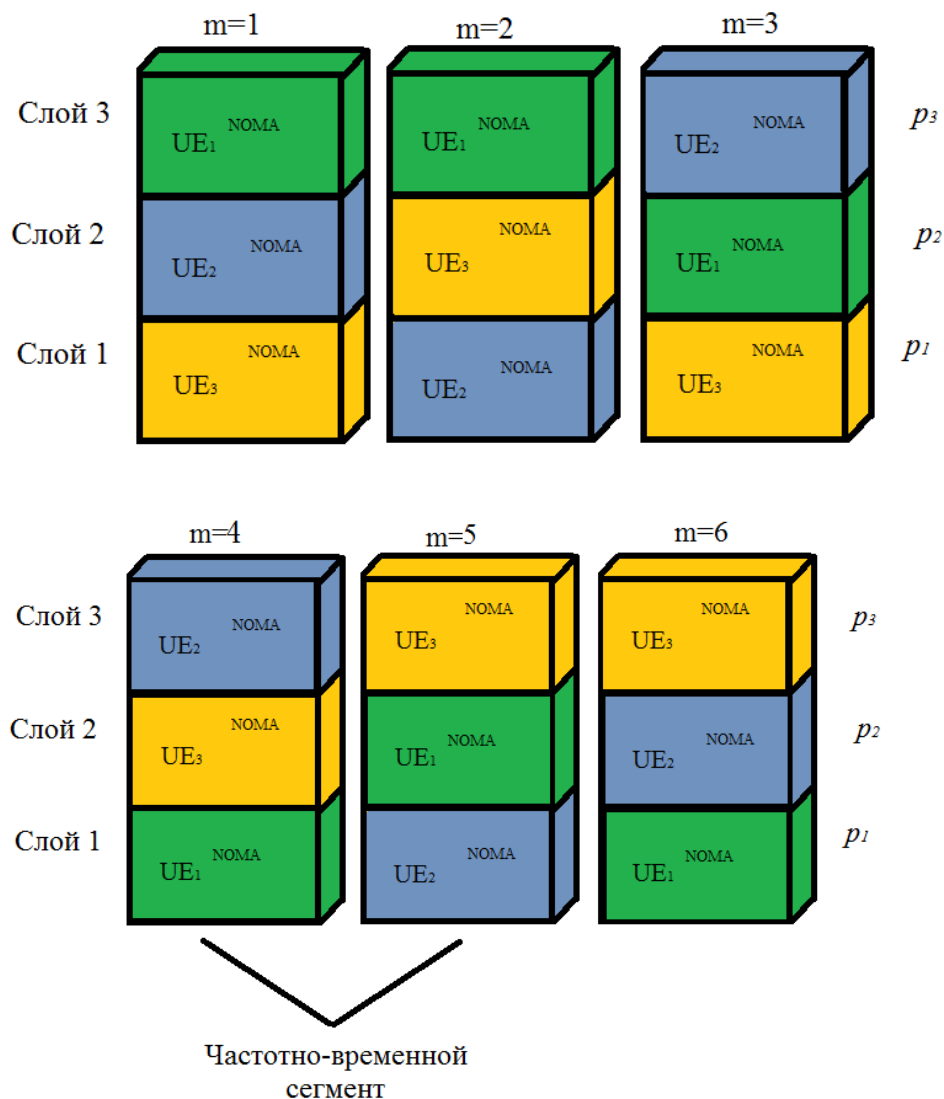 m=1 m=2 m=3
Слой 3 UE₁ NOMA UE₁ NOMA UE₂ NOMA p₃
Слой 2 UE₂ NOMA UE₃ NOMA UE₁ NOMA p₂
Слой 1 UE₃ NOMA UE₂ NOMA UE₃ NOMA p₁
m=4 m=5 m=6
Слой 3 UE₂ NOMA UE₃ NOMA UE₃ NOMA p₃
Слой 2 UE₃ NOMA UE₁ NOMA UE₂ NOMA p₂
Слой 1 UE₁ NOMA UE₂ NOMA UE₁ NOMA p₁
Частотно-временной
сегмент